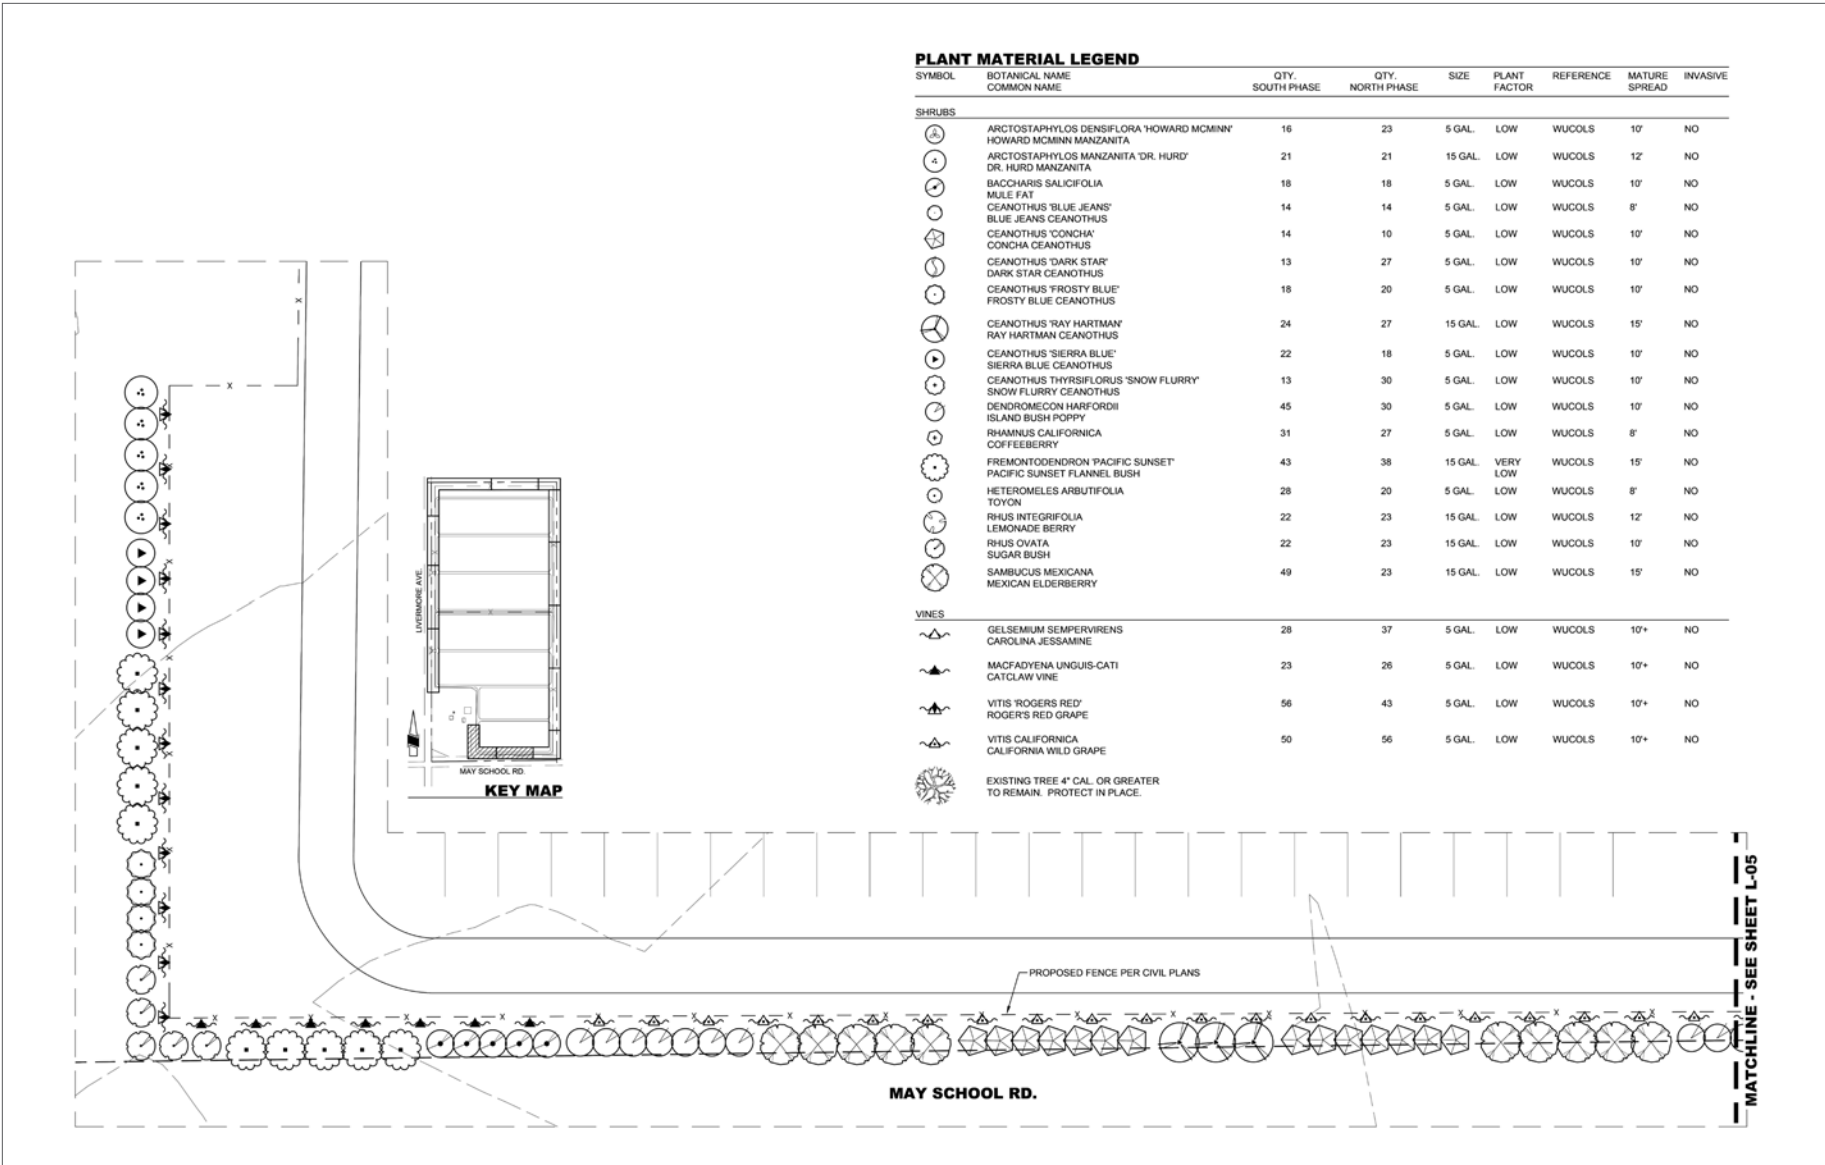 PLANT MATERIAL LEGEND
SYMBOL BOTANICAL NAME QTY. QTY. SIZE PLANT REFERENCE MATURE INVASIVE
COMMON NAME SOUTH PHASE NORTH PHASE FACTOR SPREAD
SHRUBS
ARCTOSTAPHYLOS DENSIFLORA 'HOWARD MCMINN' 16 23 5 GAL. LOW WUCOLS 10' NO
HOWARD MCMINN MANZANITA
ARCTOSTAPHYLOS MANZANITA 'DR. HURD' 21 21 15 GAL. LOW WUCOLS 12' NO
DR. HURD MANZANITA
BACCHARIS SALICIFOLIA 18 18 5 GAL. LOW WUCOLS 10' NO
MULE FAT
CEANOTHUS 'BLUE JEANS' 14 14 5 GAL. LOW WUCOLS 8' NO
BLUE JEANS CEANOTHUS
CEANOTHUS 'CONCHA' 14 10 5 GAL. LOW WUCOLS 10' NO
CONCHA CEANOTHUS
CEANOTHUS 'DARK STAR' 13 27 5 GAL. LOW WUCOLS 10' NO
DARK STAR CEANOTHUS
CEANOTHUS 'FROSTY BLUE' 18 20 5 GAL. LOW WUCOLS 10' NO
FROSTY BLUE CEANOTHUS
CEANOTHUS 'RAY HARTMAN' 24 27 15 GAL. LOW WUCOLS 15' NO
RAY HARTMAN CEANOTHUS
CEANOTHUS 'SIERRA BLUE' 22 18 5 GAL. LOW WUCOLS 10' NO
SIERRA BLUE CEANOTHUS
CEANOTHUS THYRSIFLORUS 'SNOW FLURRY' 13 30 5 GAL. LOW WUCOLS 10' NO
SNOW FLURRY CEANOTHUS
DENDROMECON HARFORDII 45 30 5 GAL. LOW WUCOLS 10' NO
ISLAND BUSH POPPY
RHAMNUS CALIFORNICA 31 27 5 GAL. LOW WUCOLS 8' NO
COFFEEBERRY
FREMONTODENDRON 'PACIFIC SUNSET' 43 38 15 GAL. VERY WUCOLS 15' NO
PACIFIC SUNSET FLANNEL BUSH LOW
HETEROMELES ARBUTIFOLIA 28 20 5 GAL. LOW WUCOLS 8' NO
TOYON
RHUS INTEGRIFOLIA 22 23 15 GAL. LOW WUCOLS 12' NO
LEMONADE BERRY
RHUS OVATA 22 23 15 GAL. LOW WUCOLS 10' NO
SUGAR BUSH
SAMBUCUS MEXICANA 49 23 15 GAL. LOW WUCOLS 15' NO
MEXICAN ELDERBERRY
VINES
GELSEMIUM SEMPERVIRENS 28 37 5 GAL. LOW WUCOLS 10'+ NO
CAROLINA JESSAMINE
MACFADYENA UNGUIS-CATI 23 26 5 GAL. LOW WUCOLS 10'+ NO
CATCLAW VINE
VITIS 'ROGERS RED' 56 43 5 GAL. LOW WUCOLS 10'+ NO
ROGER'S RED GRAPE
VITIS CALIFORNICA 50 56 5 GAL. LOW WUCOLS 10'+ NO
CALIFORNIA WILD GRAPE
EXISTING TREE 4" CAL. OR GREATER
TO REMAIN. PROTECT IN PLACE.
LIVERMORE AVE.
MAY SCHOOL RD.
KEY MAP
PROPOSED FENCE PER CIVIL PLANS
MAY SCHOOL RD.
MATCHLINE - SEE SHEET L-05